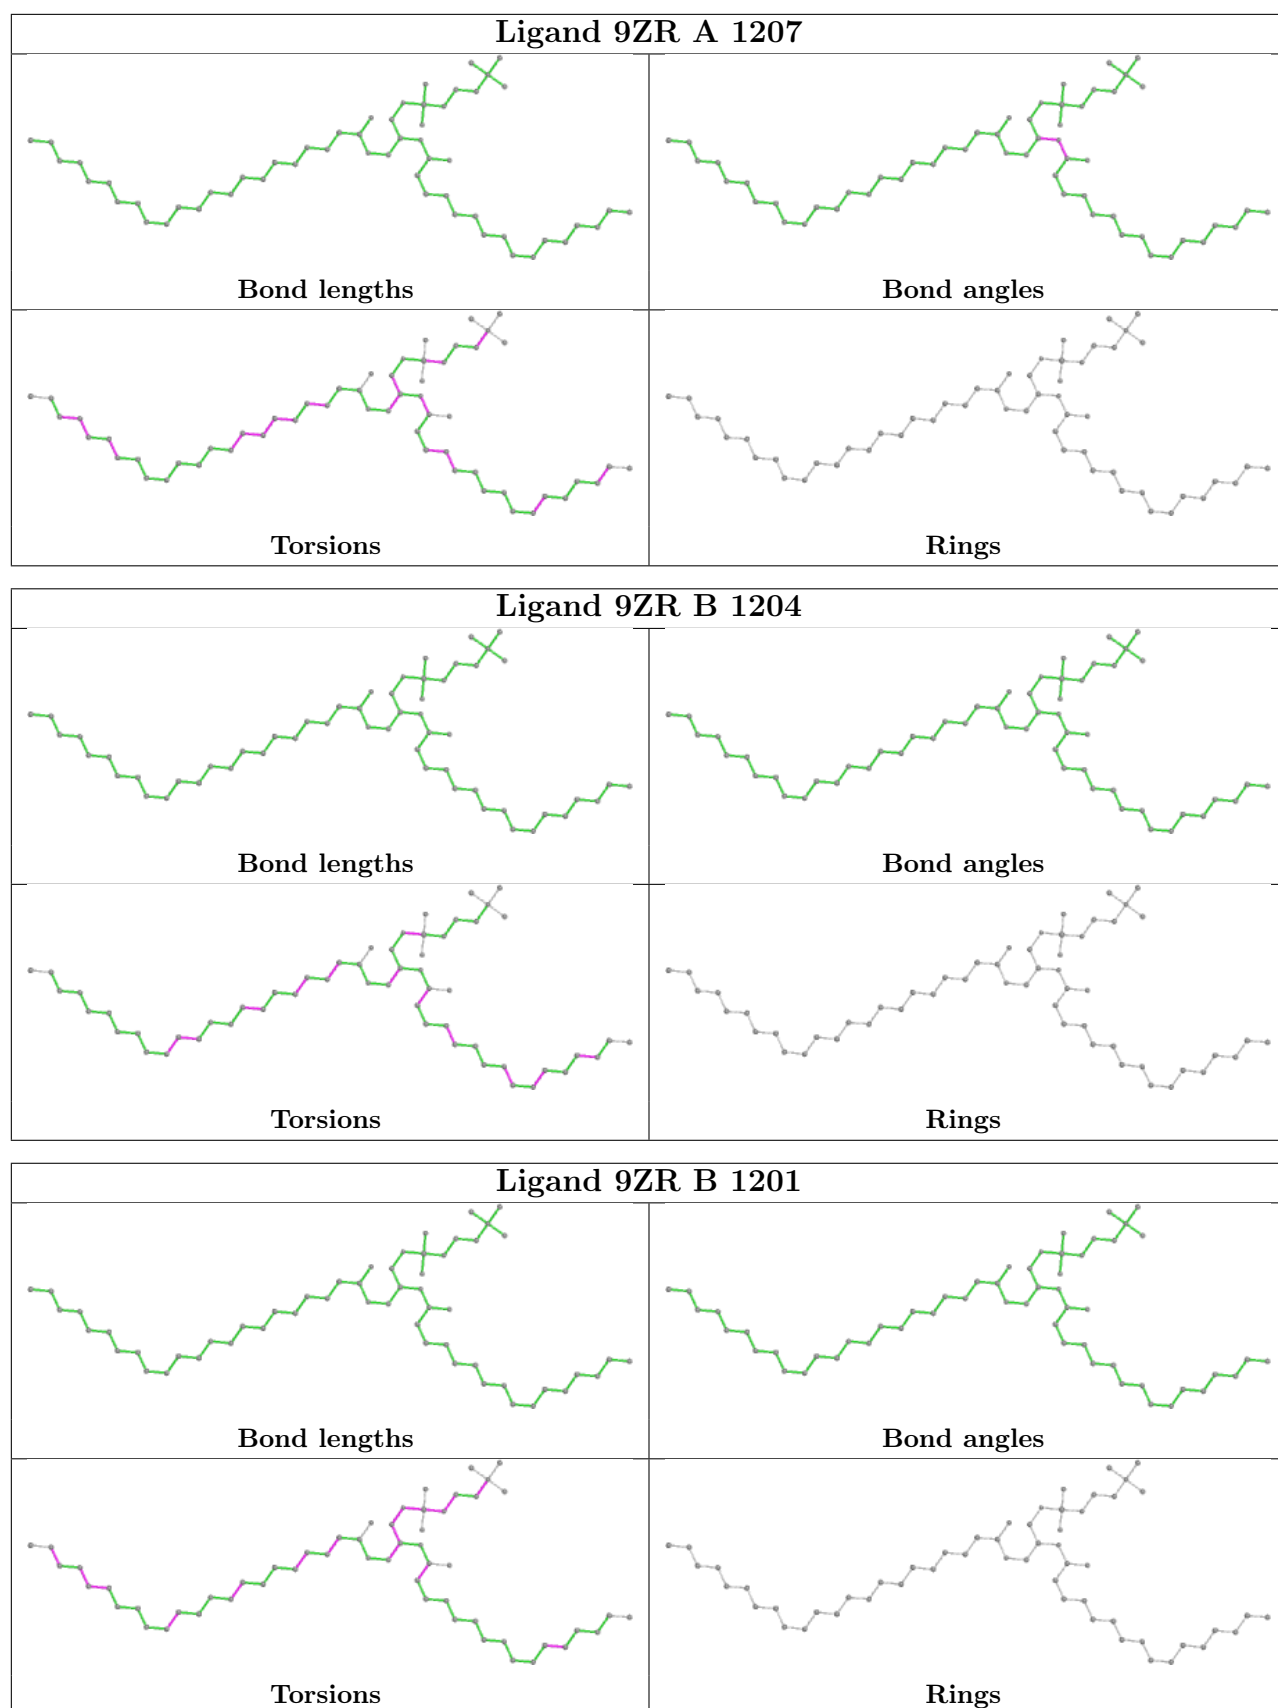 Ligand 9ZR A 1207
Bond lengths
Bond angles
Torsions
Rings
Ligand 9ZR B 1204
Bond lengths
Bond angles
Torsions
Rings
Ligand 9ZR B 1201
Bond lengths
Bond angles
Torsions
Rings